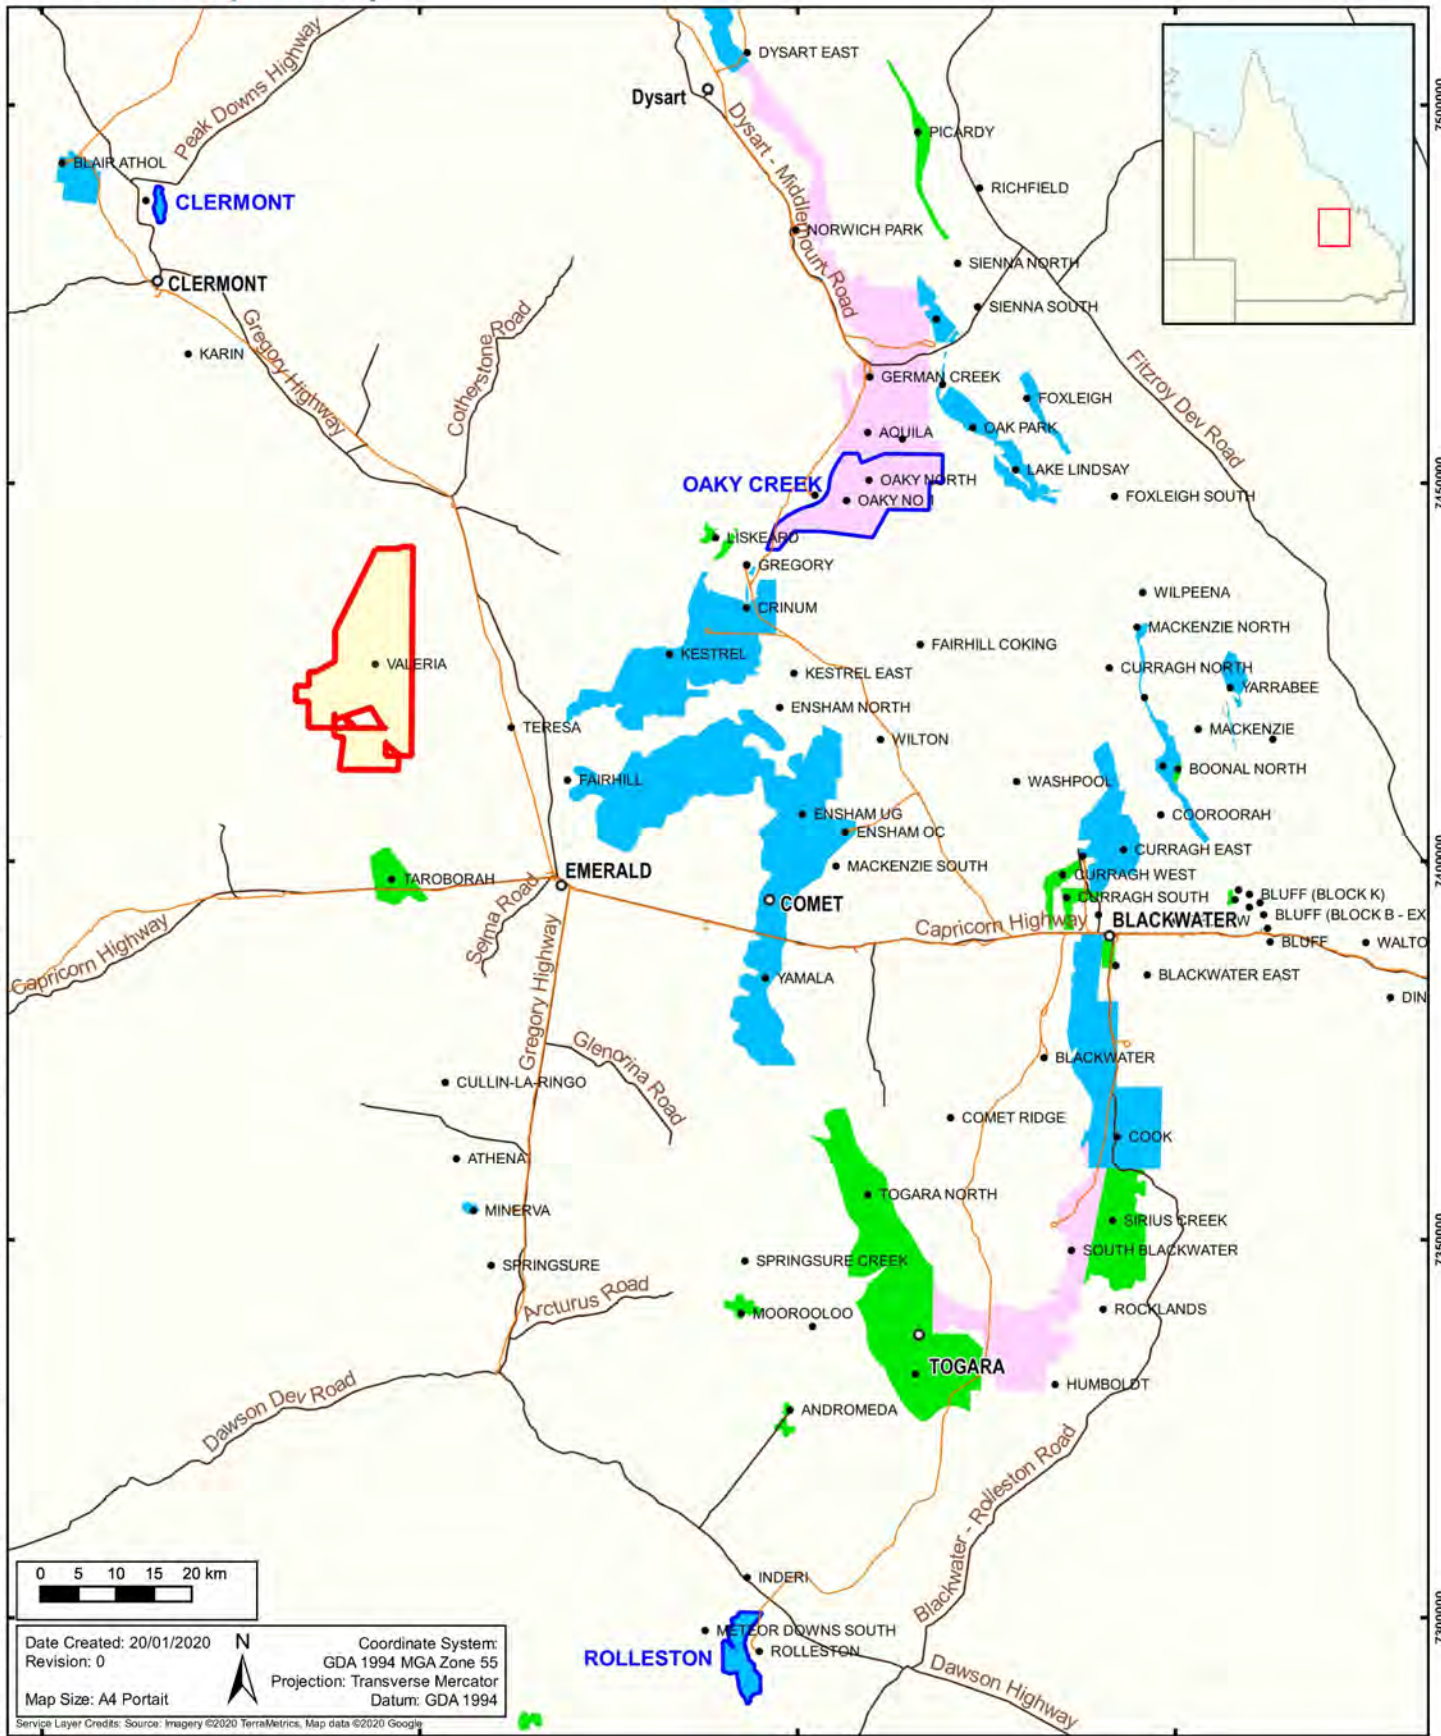 DYSART EAST
Dysart
Peak Downs Highway
Dysart - Middlemount Road
PICARDY
BLAIR ATHOL
RICHFIELD
CLERMONT
NORWICH PARK
SIENNA NORTH
CLERMONT
SIENNA SOUTH
Gregory Highway
Cotherstone Road
KARIN
Fitzroy Dev Road
GERMAN CREEK
FOXLEIGH
AQUILA
OAK PARK
LAKE LINDSAY
OAKY CREEK
OAKY NORTH
OAKY NO 1
FOXLEIGH SOUTH
LISKEARD
GREGORY
WILPEENA
CRINUM
MACKENZIE NORTH
FAIRHILL COKING
KESTREL
VALERIA
CURRAGH NORTH
KESTREL EAST
YARRABEE
ENSHAM NORTH
TERESA
WILTON
MACKENZIE
BOONAL NORTH
FAIRHILL
WASHPOOL
ENSHAM UG
COOROORAH
ENSHAM OC
CURRAGH EAST
MACKENZIE SOUTH
EMERALD
TAROBORAH
CURRAGH WEST
Selma Road
COMET
CURRAGH SOUTH
BLUFF (BLOCK K)
Capricorn Highway
BLACKWATER
W
BLUFF (BLOCK B - EX
BLUFF
WALTO
Capricorn Highway
YAMALA
BLACKWATER EAST
DIN
Gregory Highway
Glenorina Road
BLACKWATER
CULLIN-LA-RINGO
COMET RIDGE
COOK
ATHENA
TOGARA NORTH
MINERVA
SIRIUS CREEK
SOUTH BLACKWATER
SPRINGSURE
SPRINGSURE CREEK
Arcturus Road
MOOROOLOO
ROCKLANDS
TOGARA
HUMBOLDT
Dawson Dev Road
ANDROMEDA
Blackwater - Rolleston Road
INDERI
METEOR DOWNS SOUTH
ROLLESTON
ROLLESTON
Dawson Highway
7500000
7450000
7400000
7350000
7300000
0 5 10 15 20 km
Date Created: 20/01/2020
Revision: 0
Map Size: A4 Portait
N
Coordinate System:
GDA 1994 MGA Zone 55
Projection: Transverse Mercator
Datum: GDA 1994
Service Layer Credits: Source: Imagery ©2020 TerraMetrics, Map data ©2020 Google